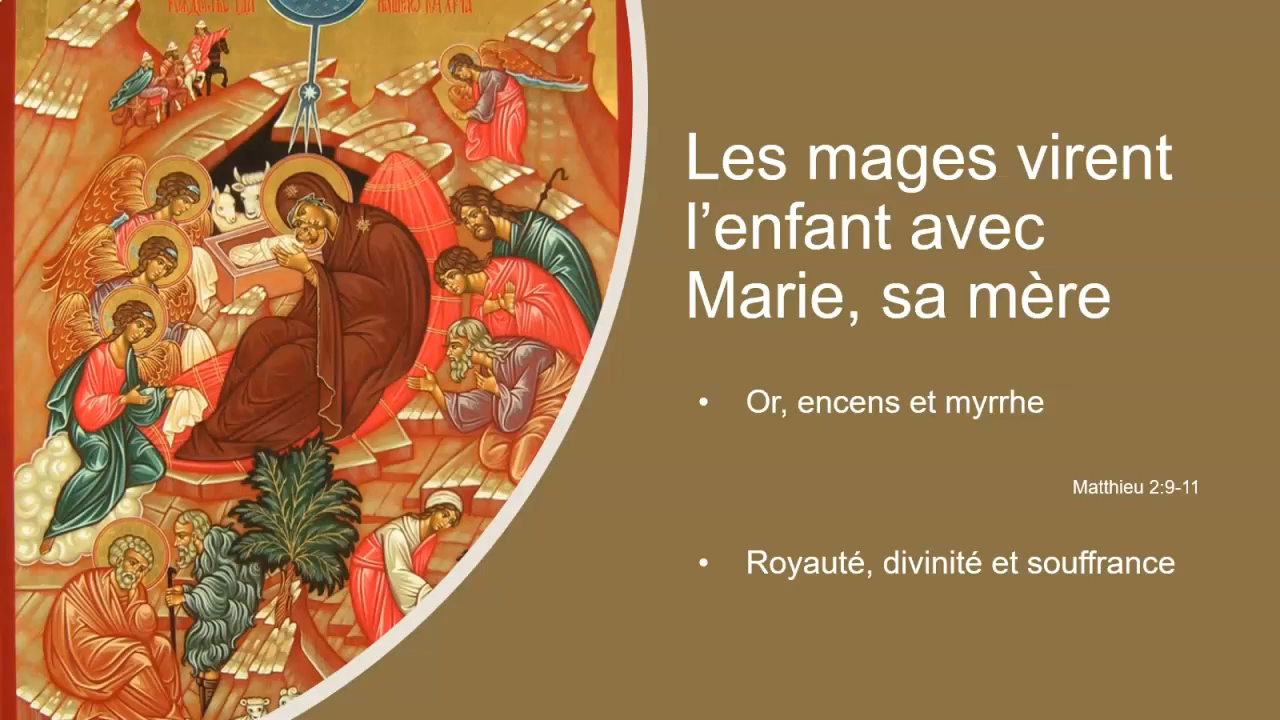 Les mages virent
l’enfant avec
Marie, sa mère
• Or, encens et myrrhe
Matthieu 2:9-11
• Royauté, divinité et souffrance